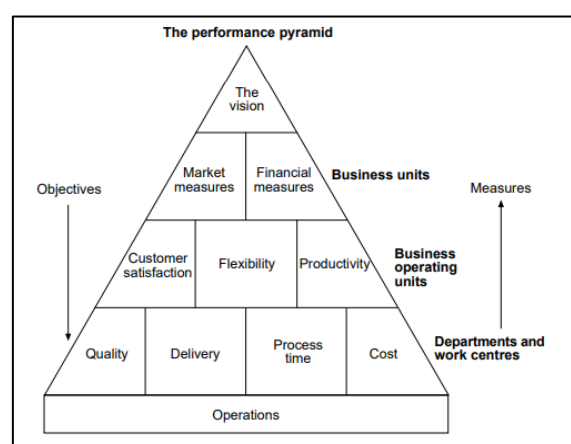 The performance pyramid
The
vision
Market
measures
Financial
measures
Business units
Objectives
Measures
Customer
satisfaction
Flexibility
Productivity
Business
operating
units
Quality
Delivery
Process
time
Cost
Departments and
work centres
Operations